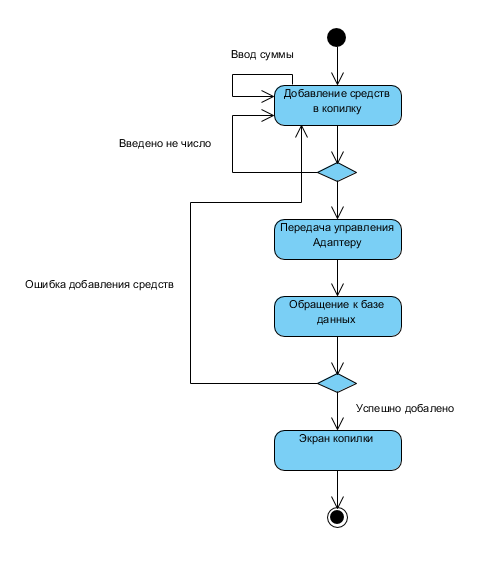 Ввод суммы
Добавление средств
в копилку
Введено не число
Передача управления
Адаптеру
Ошибка добавления средств
Обращение к базе
данных
Успешно добалено
Экран копилки